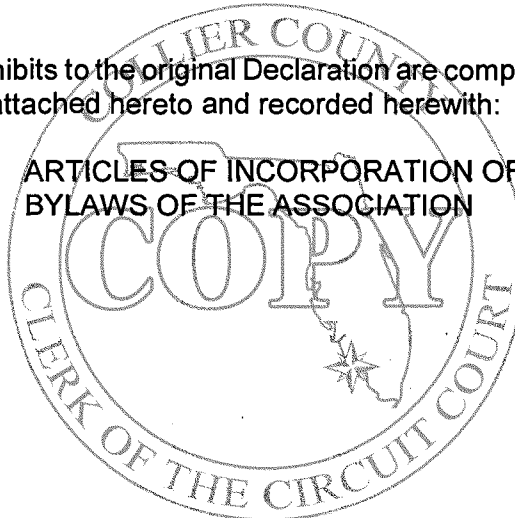 hibits to the original Declaration are comp
attached hereto and recorded herewith:
ARTICLES OF INCORPORATION OF
BYLAWS OF THE ASSOCIATION
COLLIER COUNTY
COPY
CLERK OF THE CIRCUIT COURT